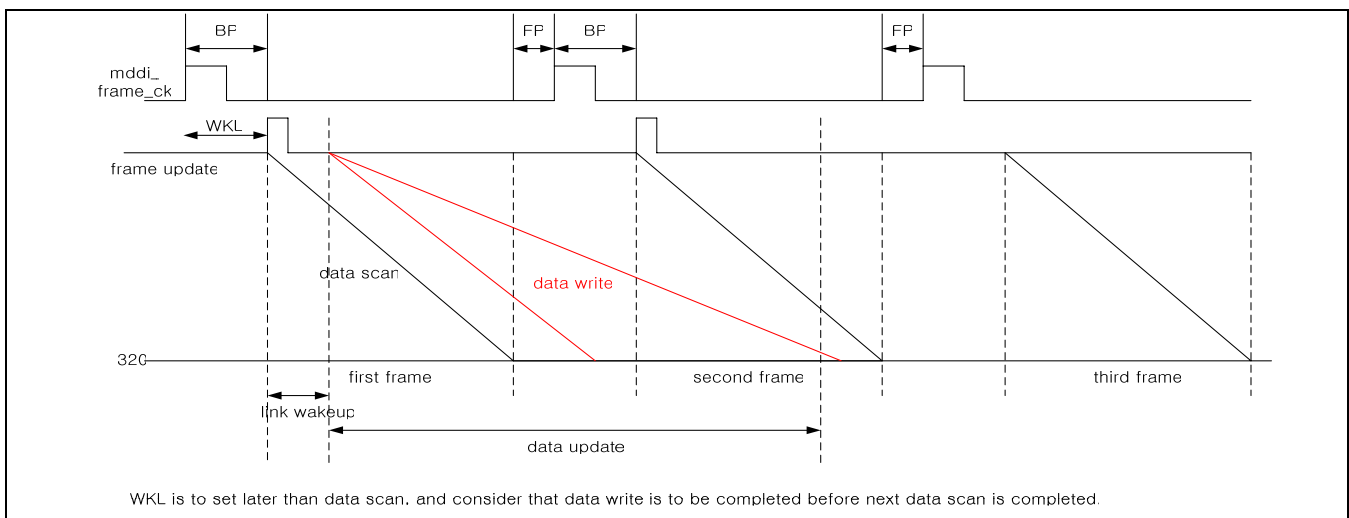 BP FP BP FP
mddi_
frame_ck
WKL
frame update
data scan
data write
320
first frame second frame third frame
link wakeup
data update
WKL is to set later than data scan, and consider that data write is to be completed before next data scan is completed.